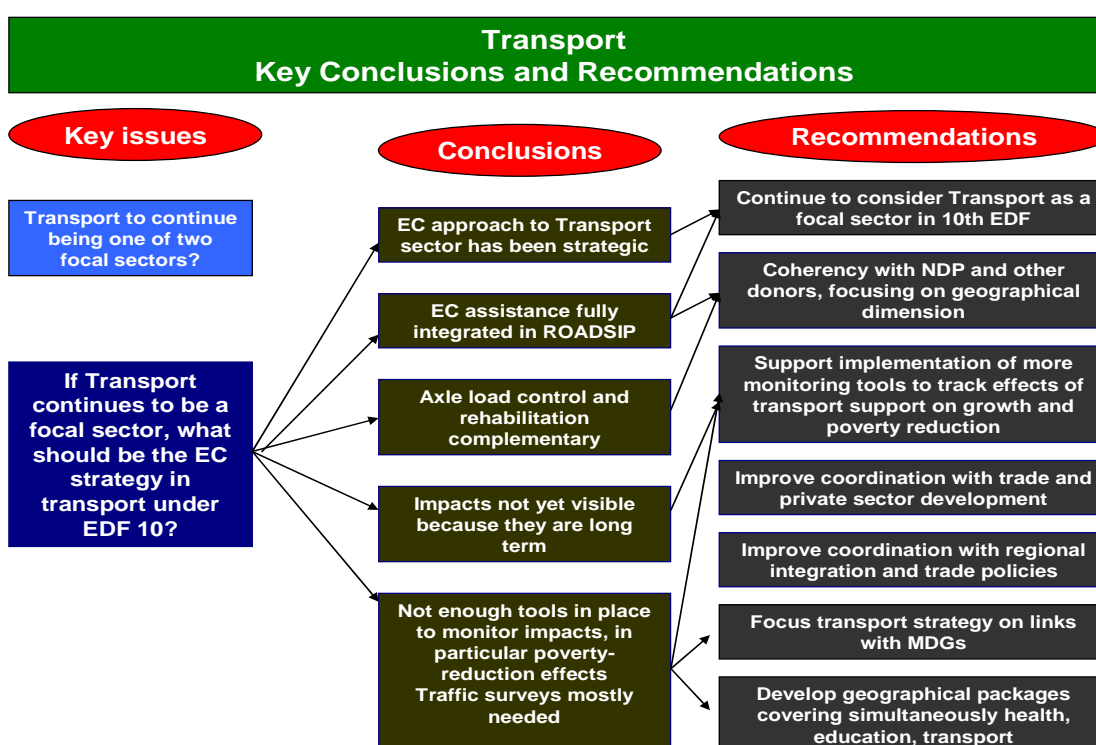 Transport
Key Conclusions and Recommendations
Key issues
Transport to continue
being one of two
focal sectors?
If Transport
continues to be a
focal sector, what
should be the EC
strategy in
transport under
EDF 10?
Conclusions
EC approach to Transport
sector has been strategic
EC assistance fully
integrated in ROADSIP
Axle load control and
rehabilitation
complementary
Impacts not yet visible
because they are long
term
Not enough tools in place
to monitor impacts, in
particular poverty-
reduction effects
Traffic surveys mostly
needed
Recommendations
Continue to consider Transport as a
focal sector in 10th EDF
Coherency with NDP and other
donors, focusing on geographical
dimension
Support implementation of more
monitoring tools to track effects of
transport support on growth and
poverty reduction
Improve coordination with trade and
private sector development
Improve coordination with regional
integration and trade policies
Focus transport strategy on links
with MDGs
Develop geographical packages
covering simultaneously health,
education, transport